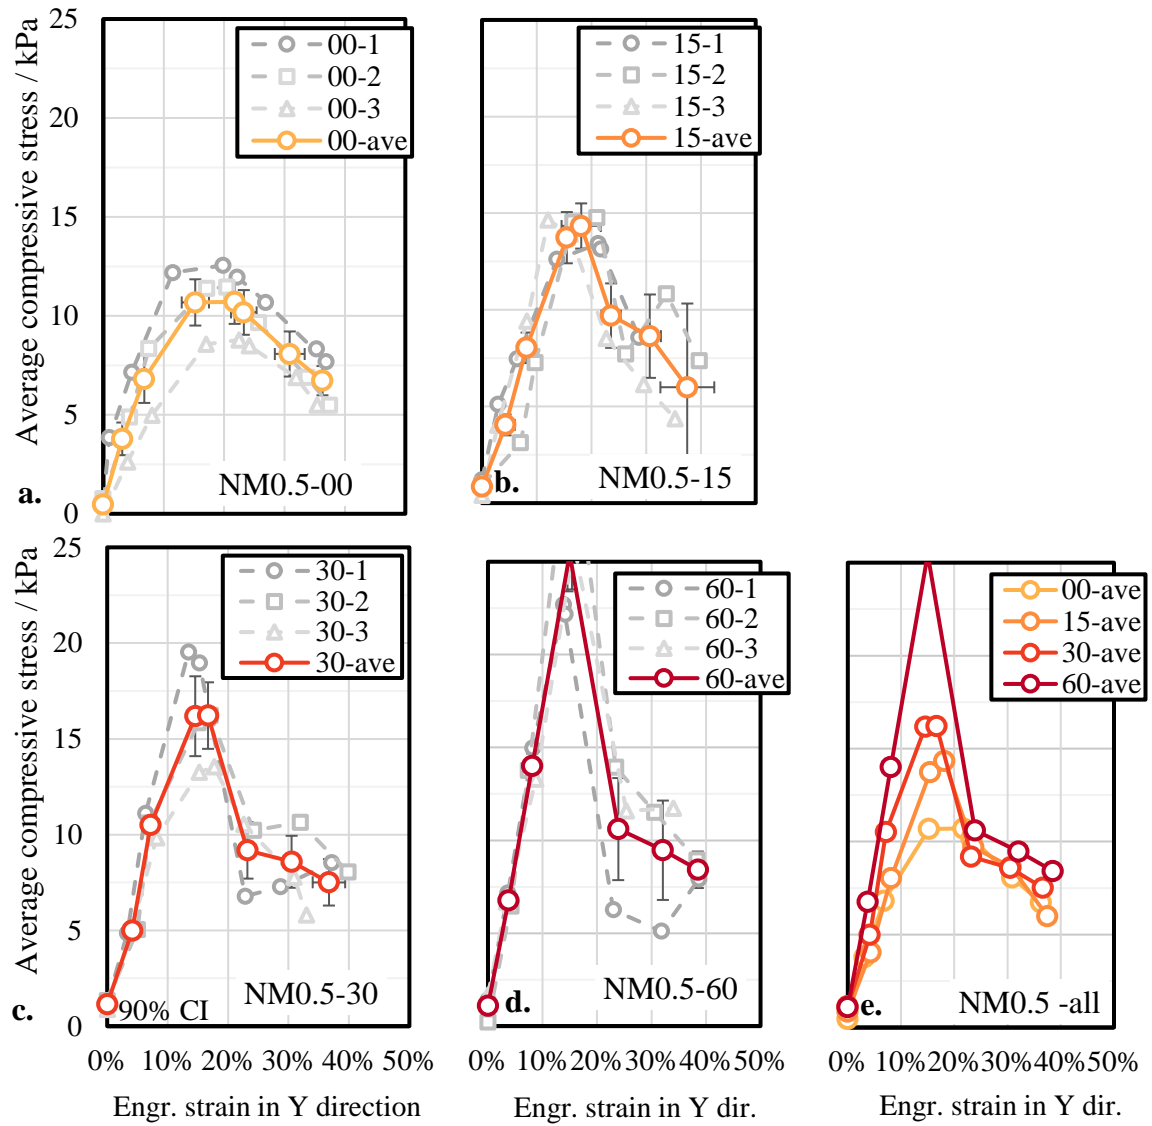 Average compressive stress / kPa
25
20
15
10
5
0
00-1
00-2
00-3
00-ave
NM0.5-00
a.
15-1
15-2
15-3
15-ave
NM0.5-15
b.
Average compressive stress / kPa
25
20
15
10
5
0
30-1
30-2
30-3
30-ave
NM0.5-30
90% CI
c.
0% 10% 20% 30% 40% 50%
Engr. strain in Y direction
60-1
60-2
60-3
60-ave
NM0.5-60
d.
0% 10% 20% 30% 40% 50%
Engr. strain in Y dir.
00-ave
15-ave
30-ave
60-ave
NM0.5 -all
e.
0% 10% 20% 30% 40% 50%
Engr. strain in Y dir.